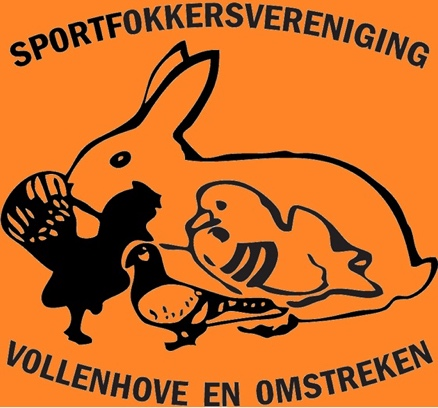 SPORTFOKKERSVERENIGING
VOLLENHOVE EN OMSTREKEN